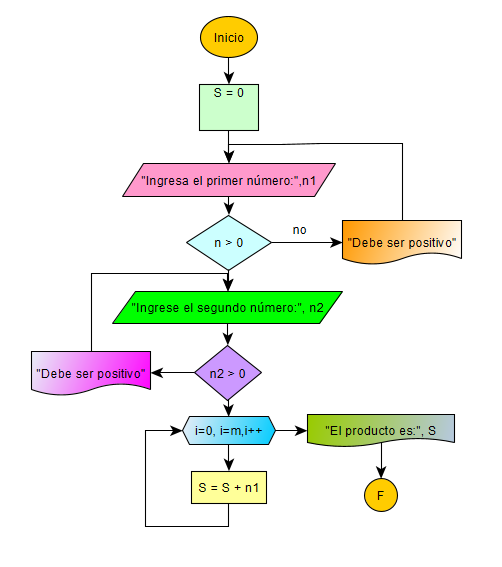 Inicio
S = 0
"Ingresa el primer número:",n1
n > 0
no
"Debe ser positivo"
"Ingrese el segundo número:", n2
n2 > 0
"Debe ser positivo"
i=0, i=m,i++
"El producto es:", S
S = S + n1
F